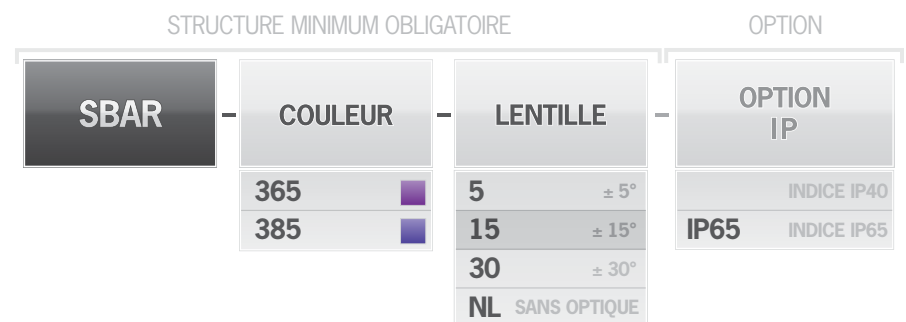 STRUCTURE MINIMUM OBLIGATOIRE
OPTION
SBAR - COULEUR - LENTILLE - OPTION IP
365
385
5 ± 5°
15 ± 15°
30 ± 30°
NL SANS OPTIQUE
INDICE IP40
IP65 INDICE IP65